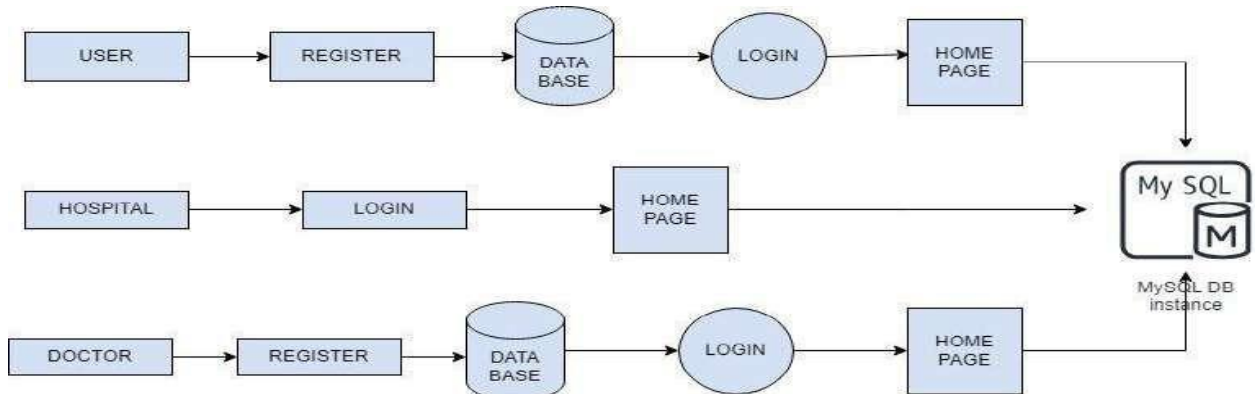 USER
REGISTER
DATA
BASE
LOGIN
HOME
PAGE
HOSPITAL
LOGIN
HOME
PAGE
My SQL
M
MySQL DB
instance
DOCTOR
REGISTER
DATA
BASE
LOGIN
HOME
PAGE